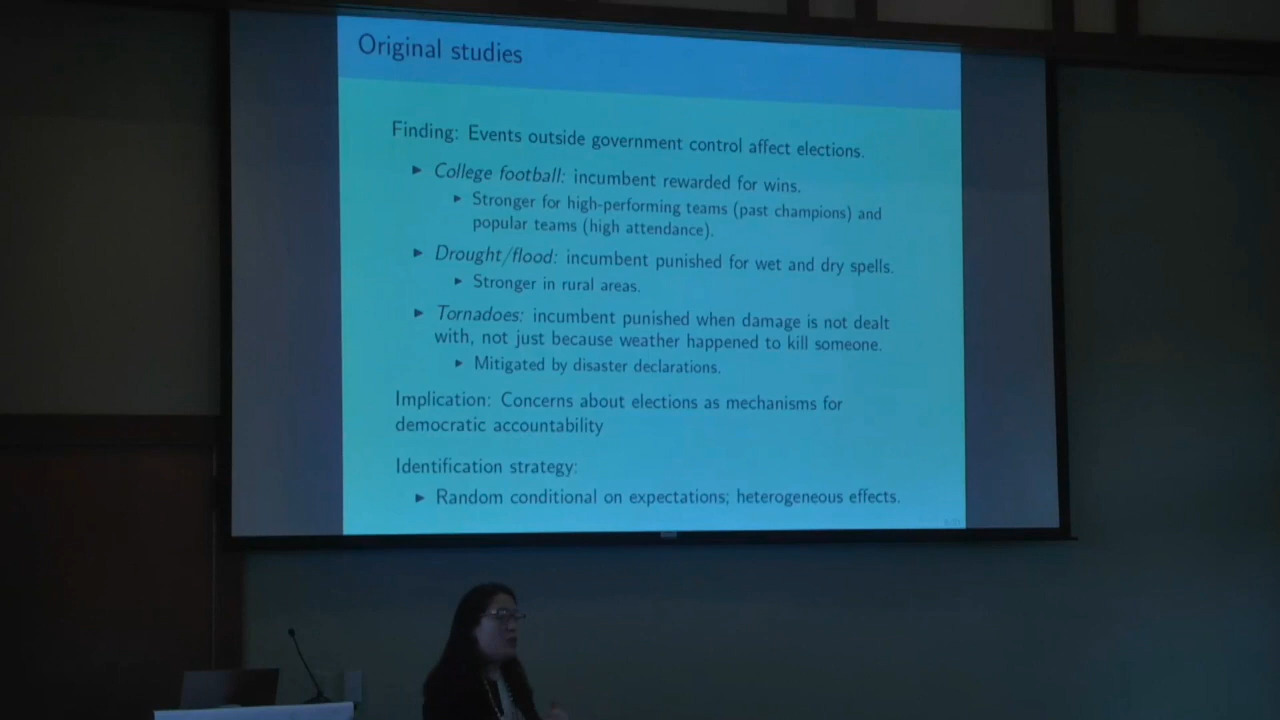 Original studies
Finding: Events outside government control affect elections.
College football: incumbent rewarded for wins.
Stronger for high-performing teams (past champions) and
popular teams (high attendance).
Drought/flood: incumbent punished for wet and dry spells.
Stronger in rural areas.
Tornadoes: incumbent punished when damage is not dealt
with, not just because weather happened to kill someone.
Mitigated by disaster declarations.
Implication: Concerns about elections as mechanisms for
democratic accountability
Identification strategy:
Random conditional on expectations; heterogeneous effects.